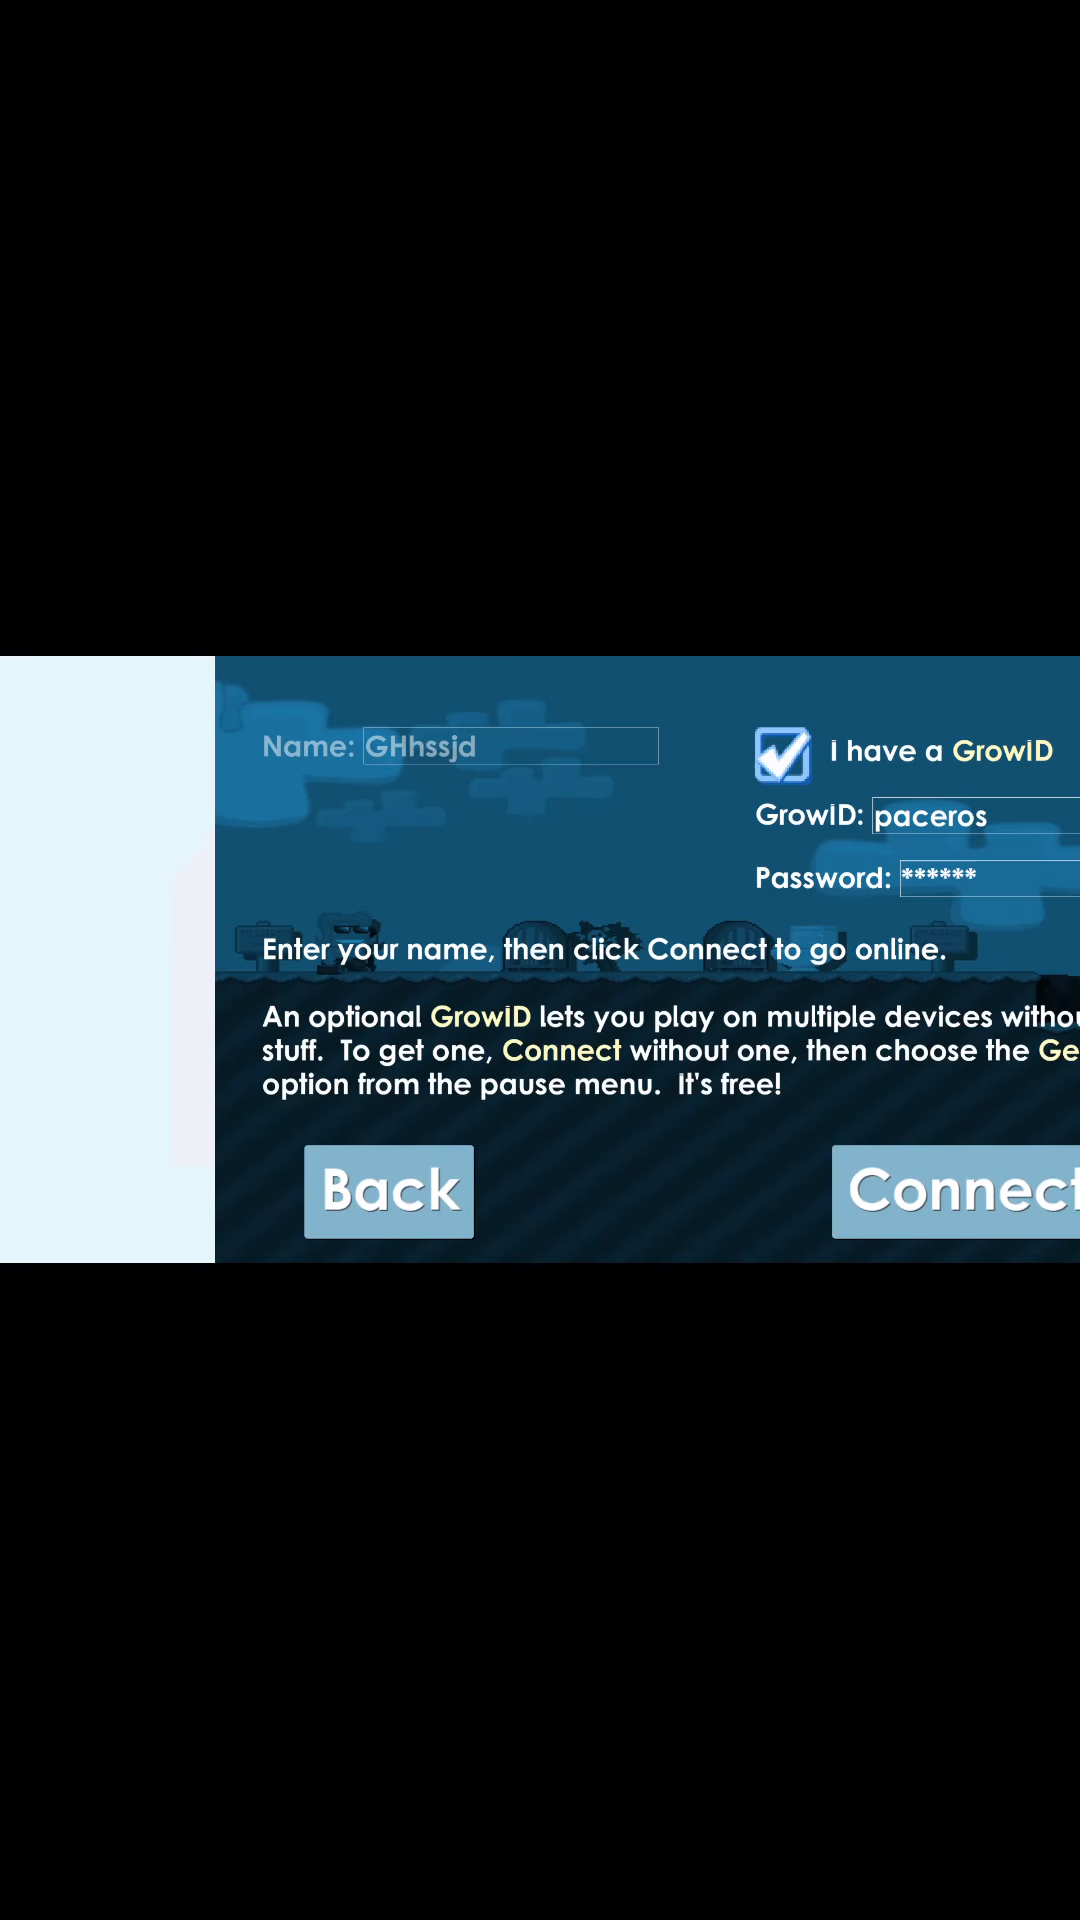 Name: GHhssjd
I have a GrowID
GrowID: paceros
Password: ******
Enter your name, then click Connect to go online.
An optional GrowID lets you play on multiple devices withou
stuff.  To get one, Connect without one, then choose the Ge
option from the pause menu.  It's free!
Back
Connect